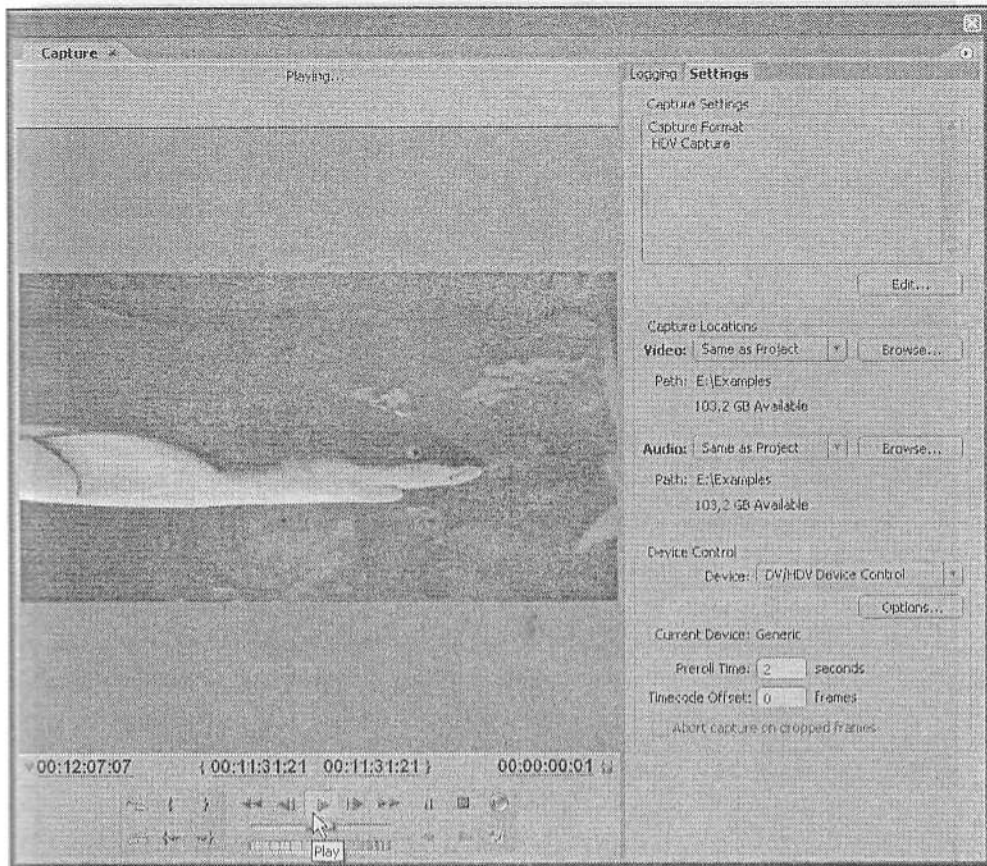 Capture ×
Playing...
Logging Settings
Capture Settings
Capture Format
HDV Capture
Edit...
Capture Locations
Video: Same as Project Browse...
Path: E:\Examples
103,2 GB Available
Audio: Same as Project Browse...
Path: E:\Examples
103,2 GB Available
Device Control
Device: DV/HDV Device Control
Options...
Current Device: Generic
Preroll Time: 2 seconds
Timecode Offset: 0 frames
Abort capture on dropped frames
00:12:07:07 { 00:11:31:21 00:11:31:21 } 00;00;00;01
Play